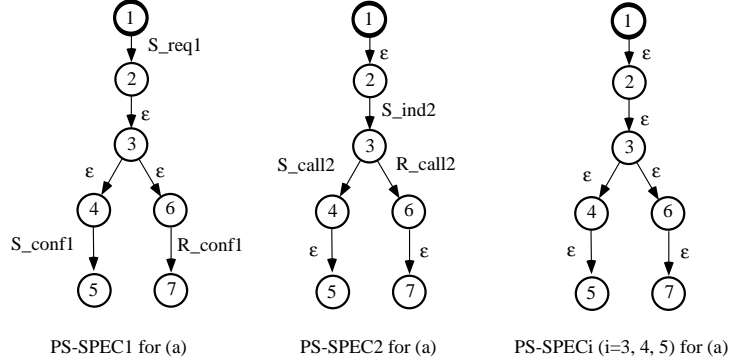 1 1 1
S_req1 ε ε
2 2 2
ε S_ind2 ε
3 3 3
ε ε S_call2 R_call2 ε ε
4 6 4 6 4 6
S_conf1 R_conf1 ε ε ε ε
5 7 5 7 5 7
PS-SPEC1 for (a) PS-SPEC2 for (a) PS-SPECi (i=3, 4, 5) for (a)